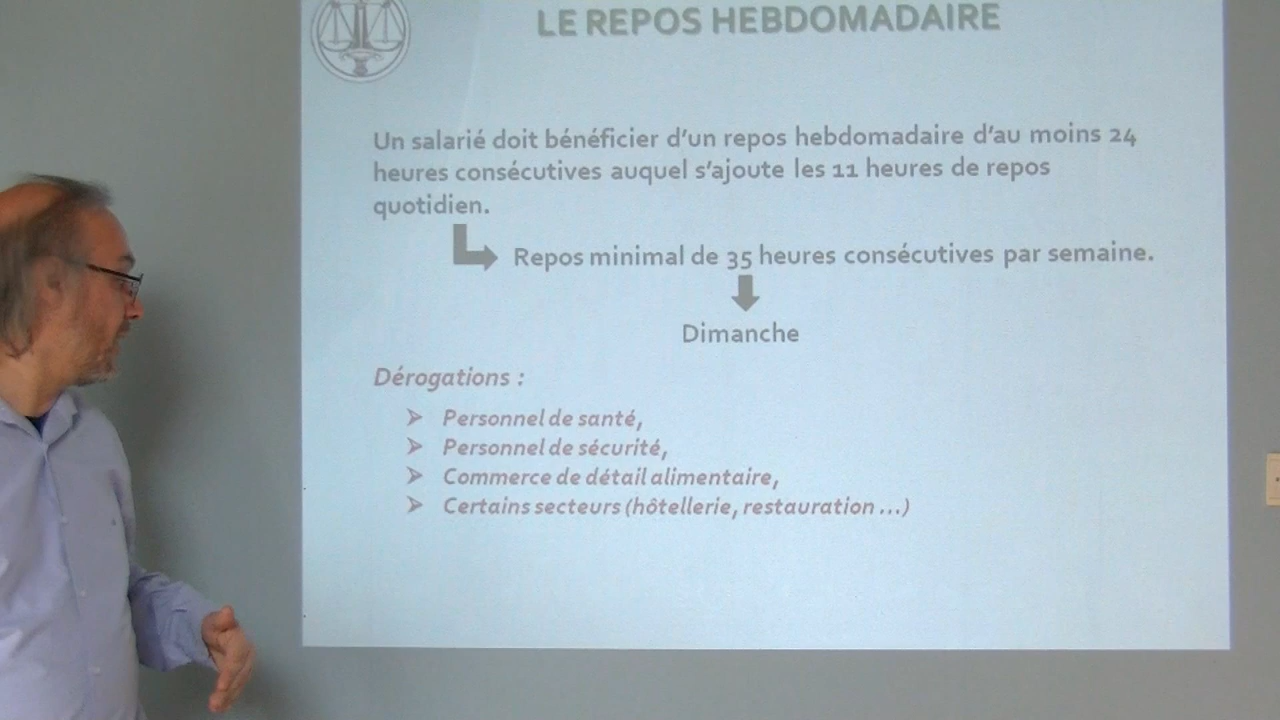 LE REPOS HEBDOMADAIRE
Un salarié doit bénéficier d'un repos hebdomadaire d'au moins 24
heures consécutives auquel s'ajoute les 11 heures de repos
quotidien.
Repos minimal de 35 heures consécutives par semaine.
Dimanche
Dérogations :
Personnel de santé,
Personnel de sécurité,
Commerce de détail alimentaire,
Certains secteurs (hôtellerie, restauration ...)